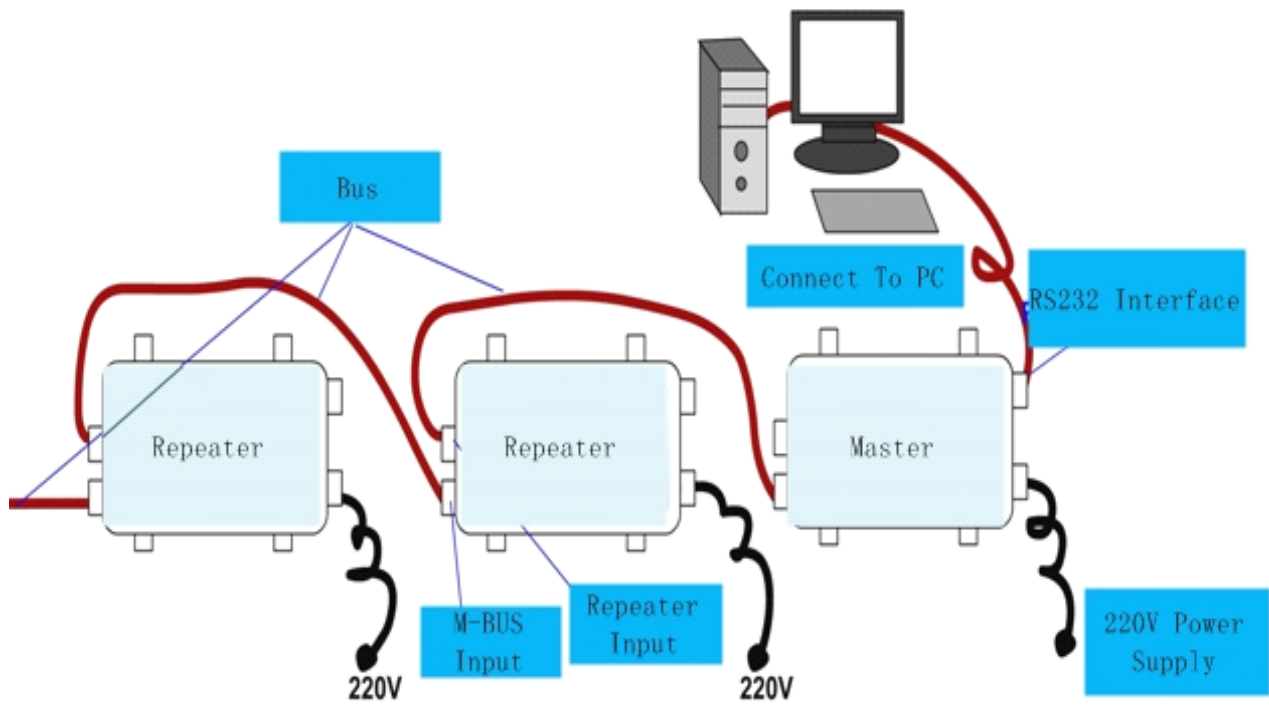 Bus
Connect To PC
RS232 Interface
Repeater
Repeater
Master
M-BUS
Input
Repeater
Input
220V Power
Supply
220V
220V